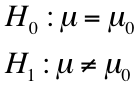 H₀ : μ = μ₀
H₁ : μ ≠ μ₀